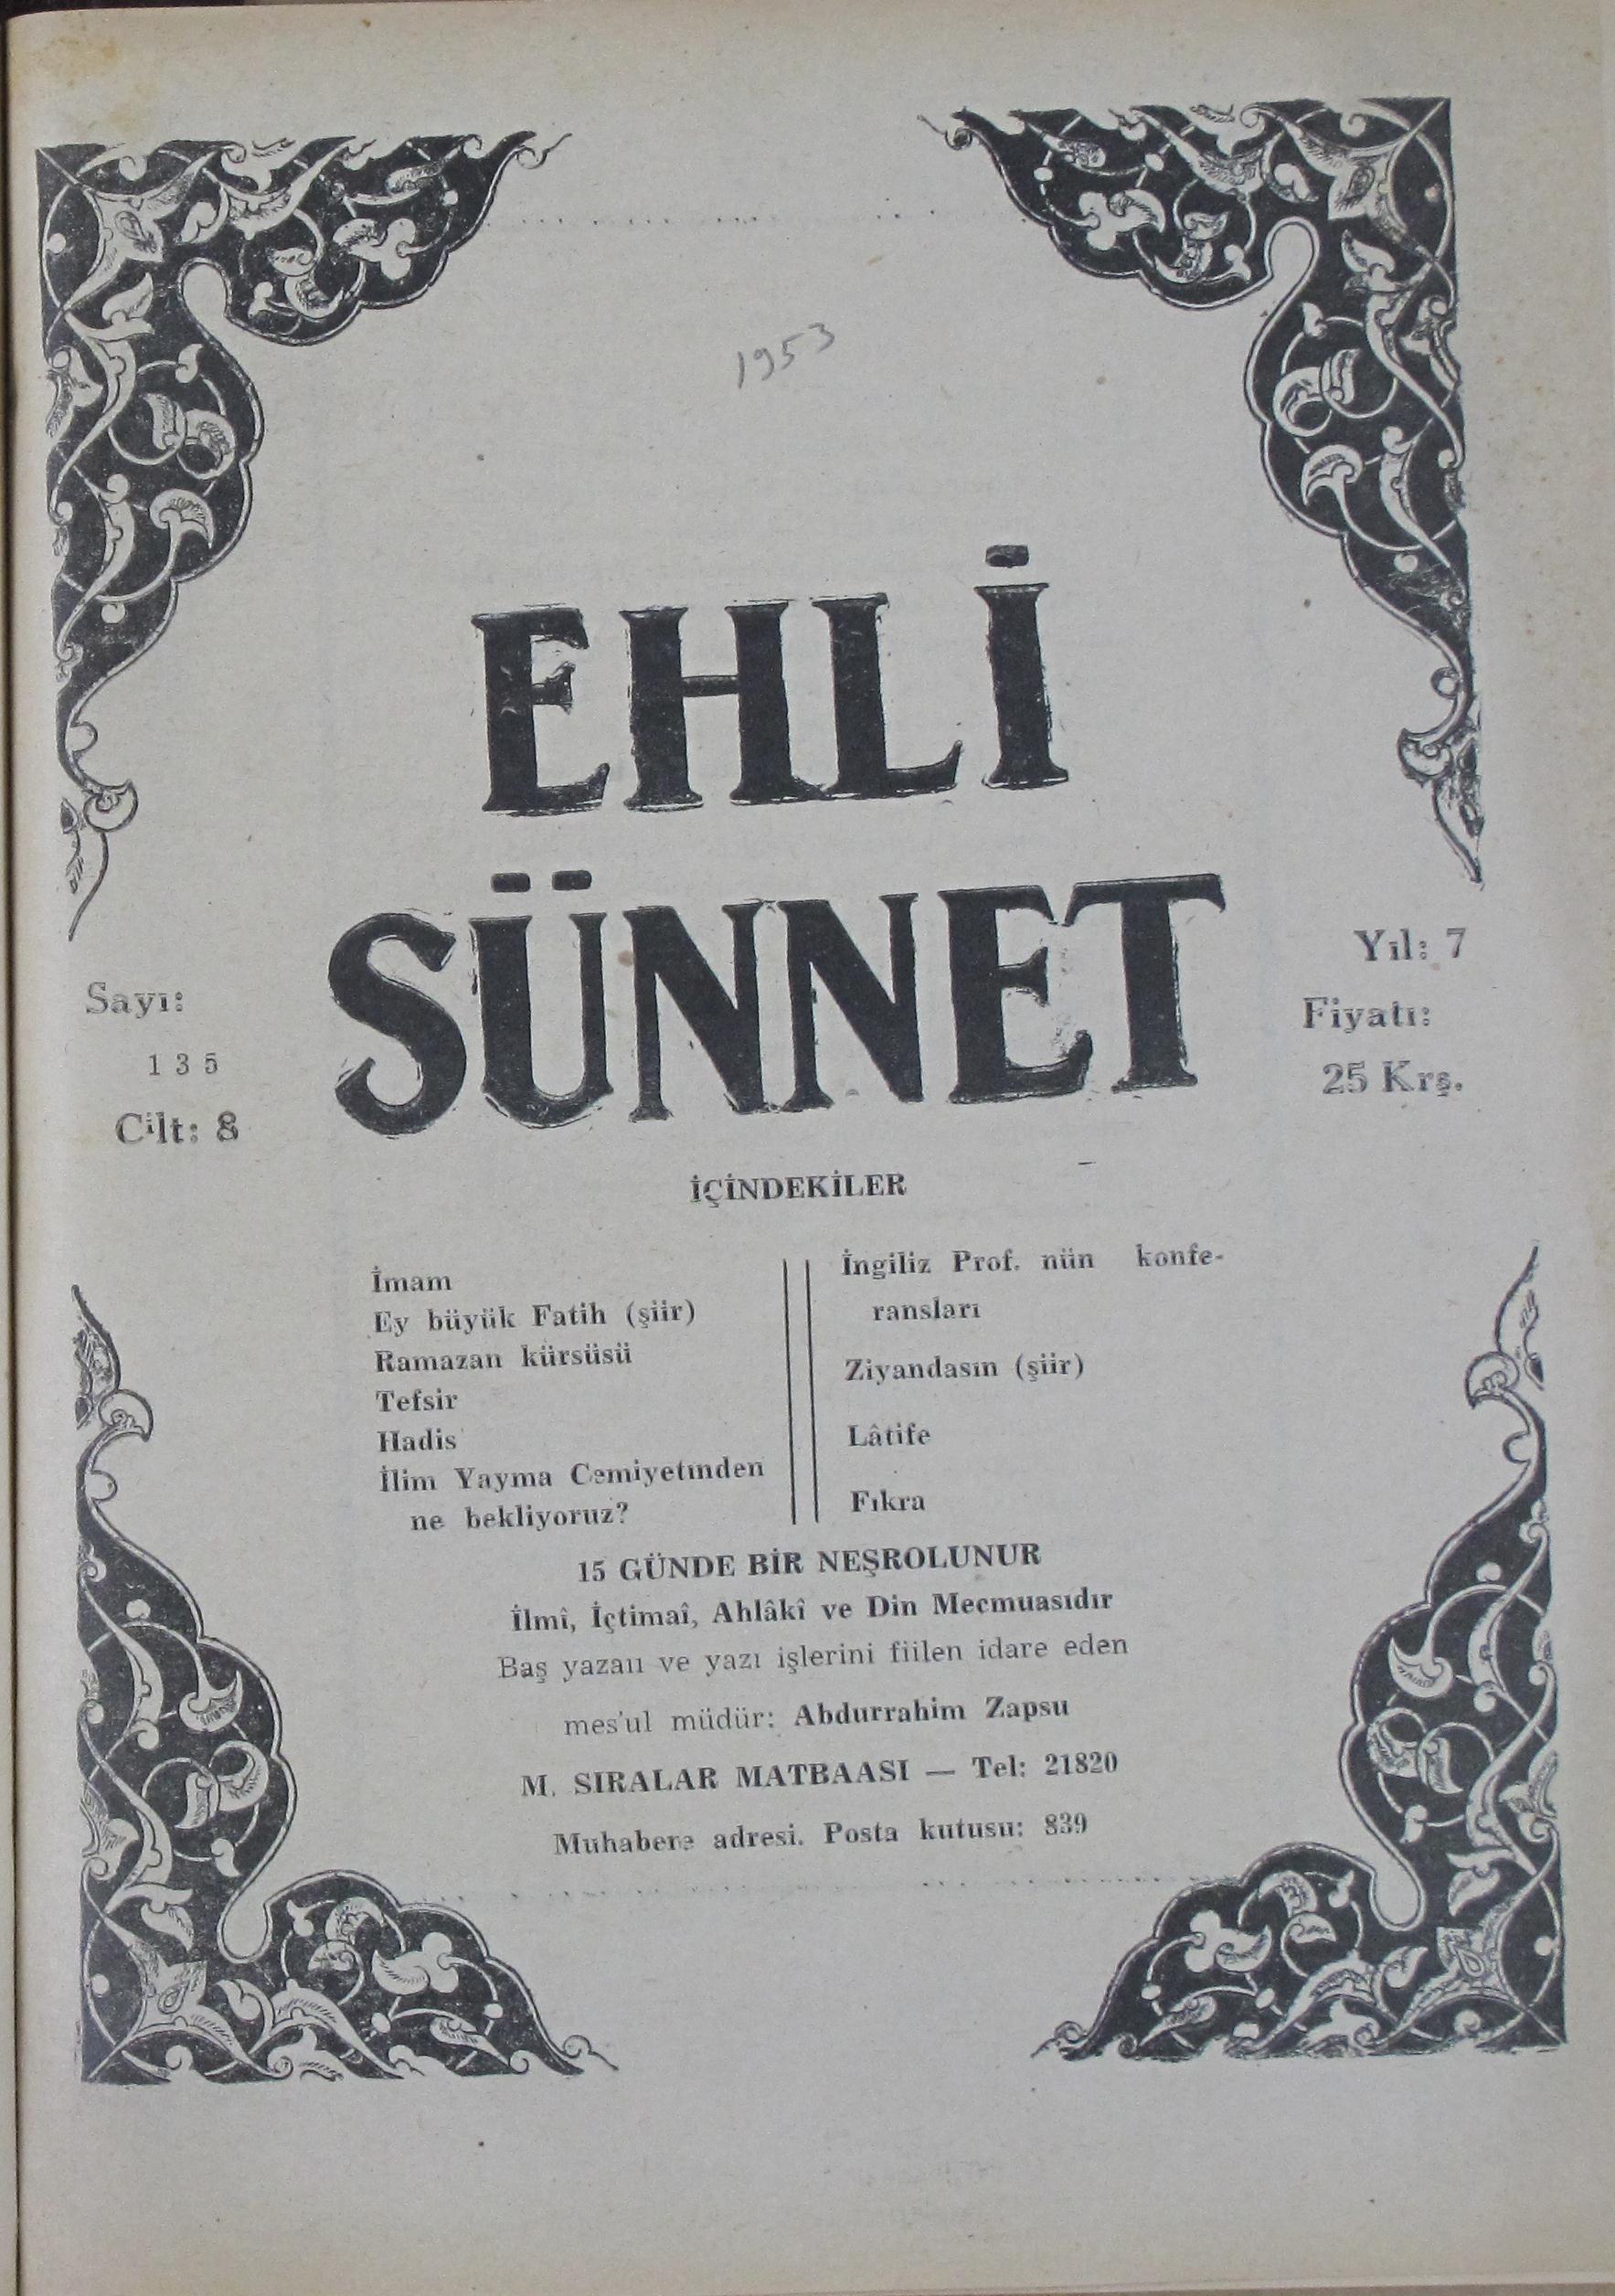 1953
EHLİ
SÜNNET
Sayı:
135
Cilt: 8
Yıl: 7
Fiyatı:
25 Krş.
İÇİNDEKİLER
İmam
Ey büyük Fatih (şiir)
Ramazan kürsüsü
Tefsir
Hadis
İlim Yayma Cemiyetinden
ne bekliyoruz?
İngiliz Prof. nün konfe-
ransları
Ziyandasın (şiir)
Lâtife
Fıkra
15 GÜNDE BİR NEŞROLUNUR
İlmî, İçtimaî, Ahlâkî ve Din Mecmuasıdır
Baş yazarı ve yazı işlerini fiilen idare eden
mes'ul müdür: Abdurrahim Zapsu
M. SIRALAR MATBAASI — Tel: 21820
Muhabere adresi. Posta kutusu: 839